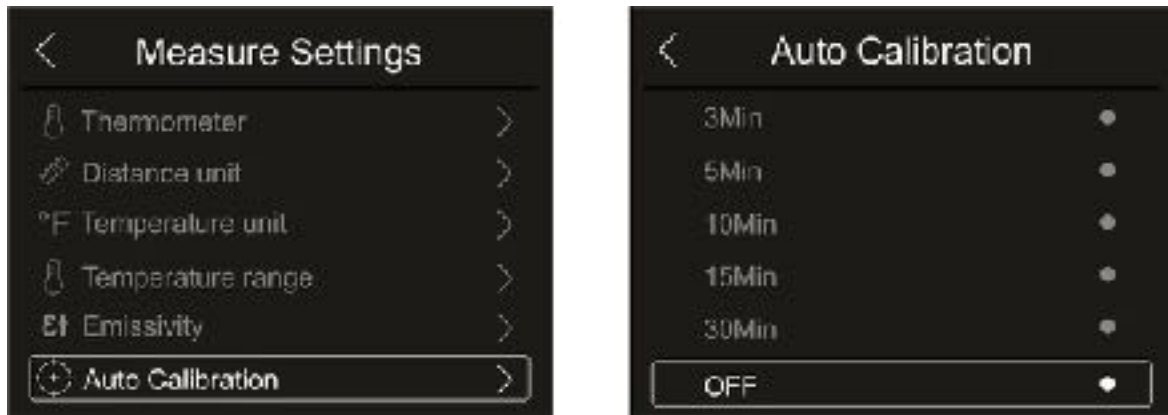 Measure Settings
Thermometer
Distance unit
°F Temperature unit
Temperature range
Emissivity
Auto Calibration
Auto Calibration
3Min
5Min
10Min
15Min
30Min
OFF